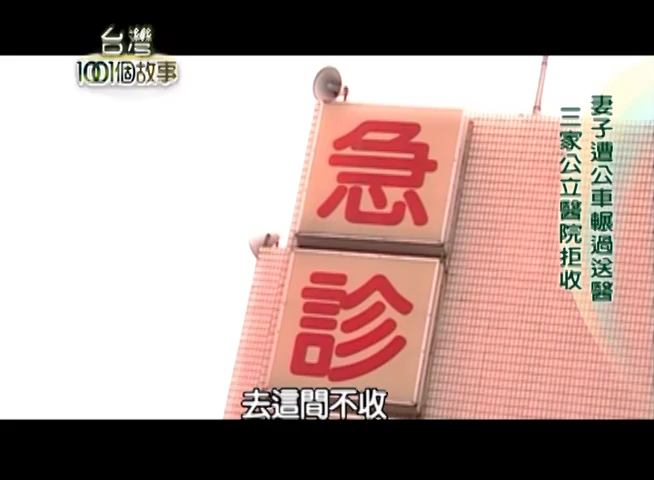 台灣
1001個故事
妻子遭公車輾過送醫
三家公立醫院拒收
急
診
去這間不收